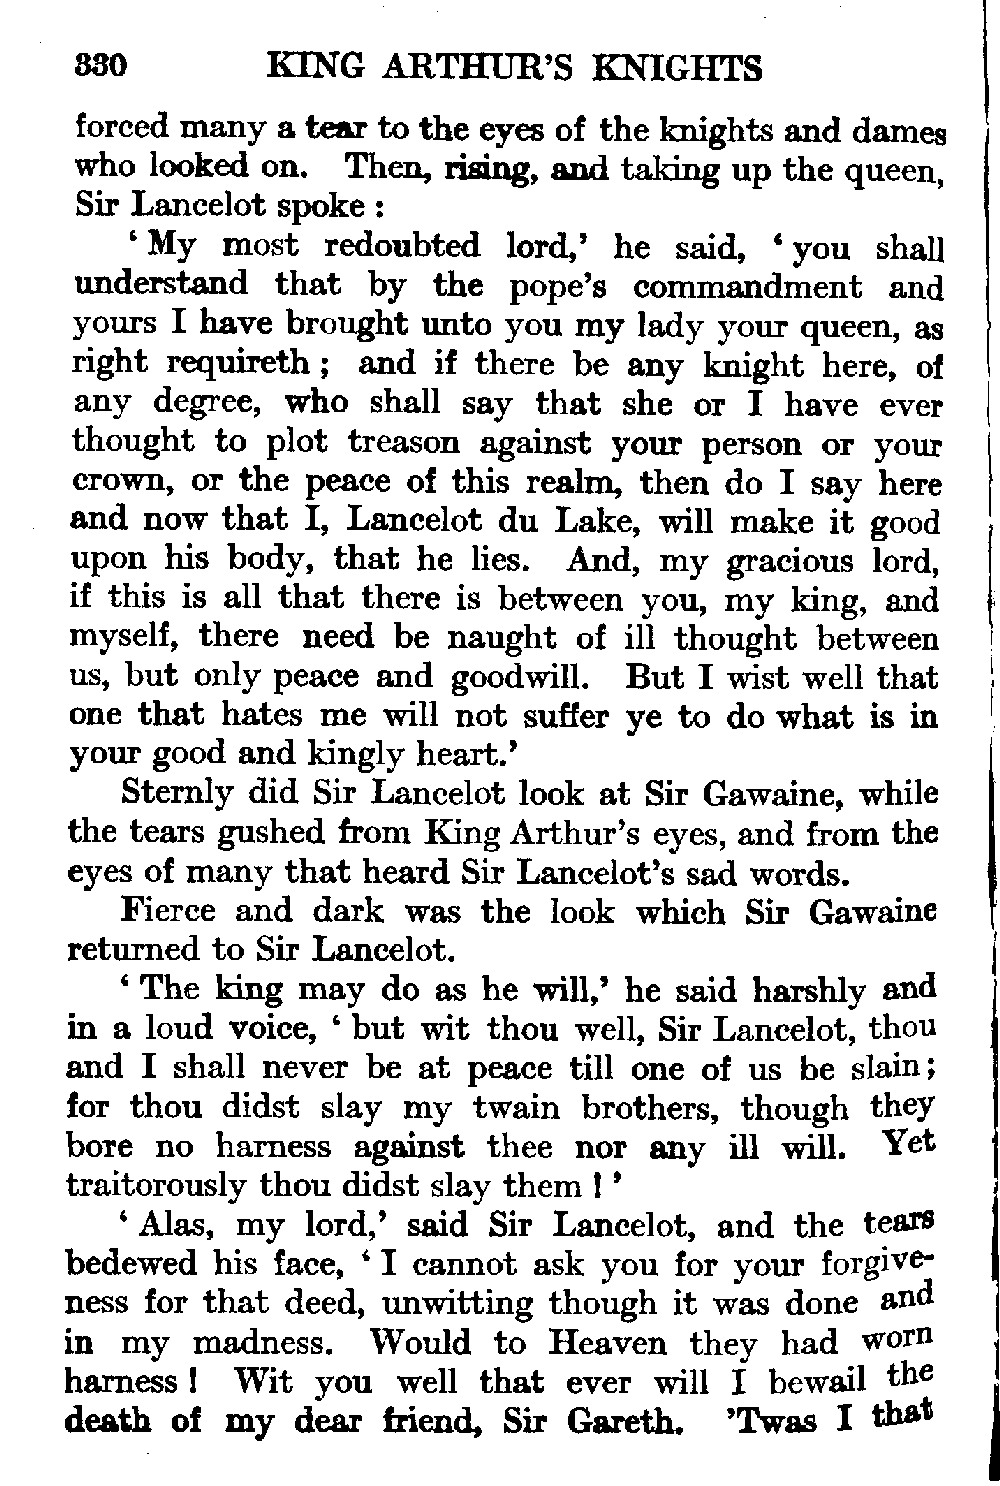 330 KING ARTHUR'S KNIGHTS
forced many a tear to the eyes of the knights and dames
who looked on. Then, rising, and taking up the queen,
Sir Lancelot spoke :
‘ My most redoubted lord,’ he said, ‘ you shall
understand that by the pope’s commandment and
yours I have brought unto you my lady your queen, as
right requireth ; and if there be any knight here, of
any degree, who shall say that she or I have ever
thought to plot treason against your person or your
crown, or the peace of this realm, then do I say here
and now that I, Lancelot du Lake, will make it good
upon his body, that he lies. And, my gracious lord,
if this is all that there is between you, my king, and
myself, there need be naught of ill thought between
us, but only peace and goodwill. But I wist well that
one that hates me will not suffer ye to do what is in
your good and kingly heart.’
Sternly did Sir Lancelot look at Sir Gawaine, while
the tears gushed from King Arthur’s eyes, and from the
eyes of many that heard Sir Lancelot’s sad words.
Fierce and dark was the look which Sir Gawaine
returned to Sir Lancelot.
‘ The king may do as he will,’ he said harshly and
in a loud voice, ‘ but wit thou well, Sir Lancelot, thou
and I shall never be at peace till one of us be slain ;
for thou didst slay my twain brothers, though they
bore no harness against thee nor any ill will. Yet
traitorously thou didst slay them ! ’
‘ Alas, my lord,’ said Sir Lancelot, and the tears
bedewed his face, ‘ I cannot ask you for your forgive-
ness for that deed, unwitting though it was done and
in my madness. Would to Heaven they had worn
harness ! Wit you well that ever will I bewail the
death of my dear friend, Sir Gareth. ’Twas I that